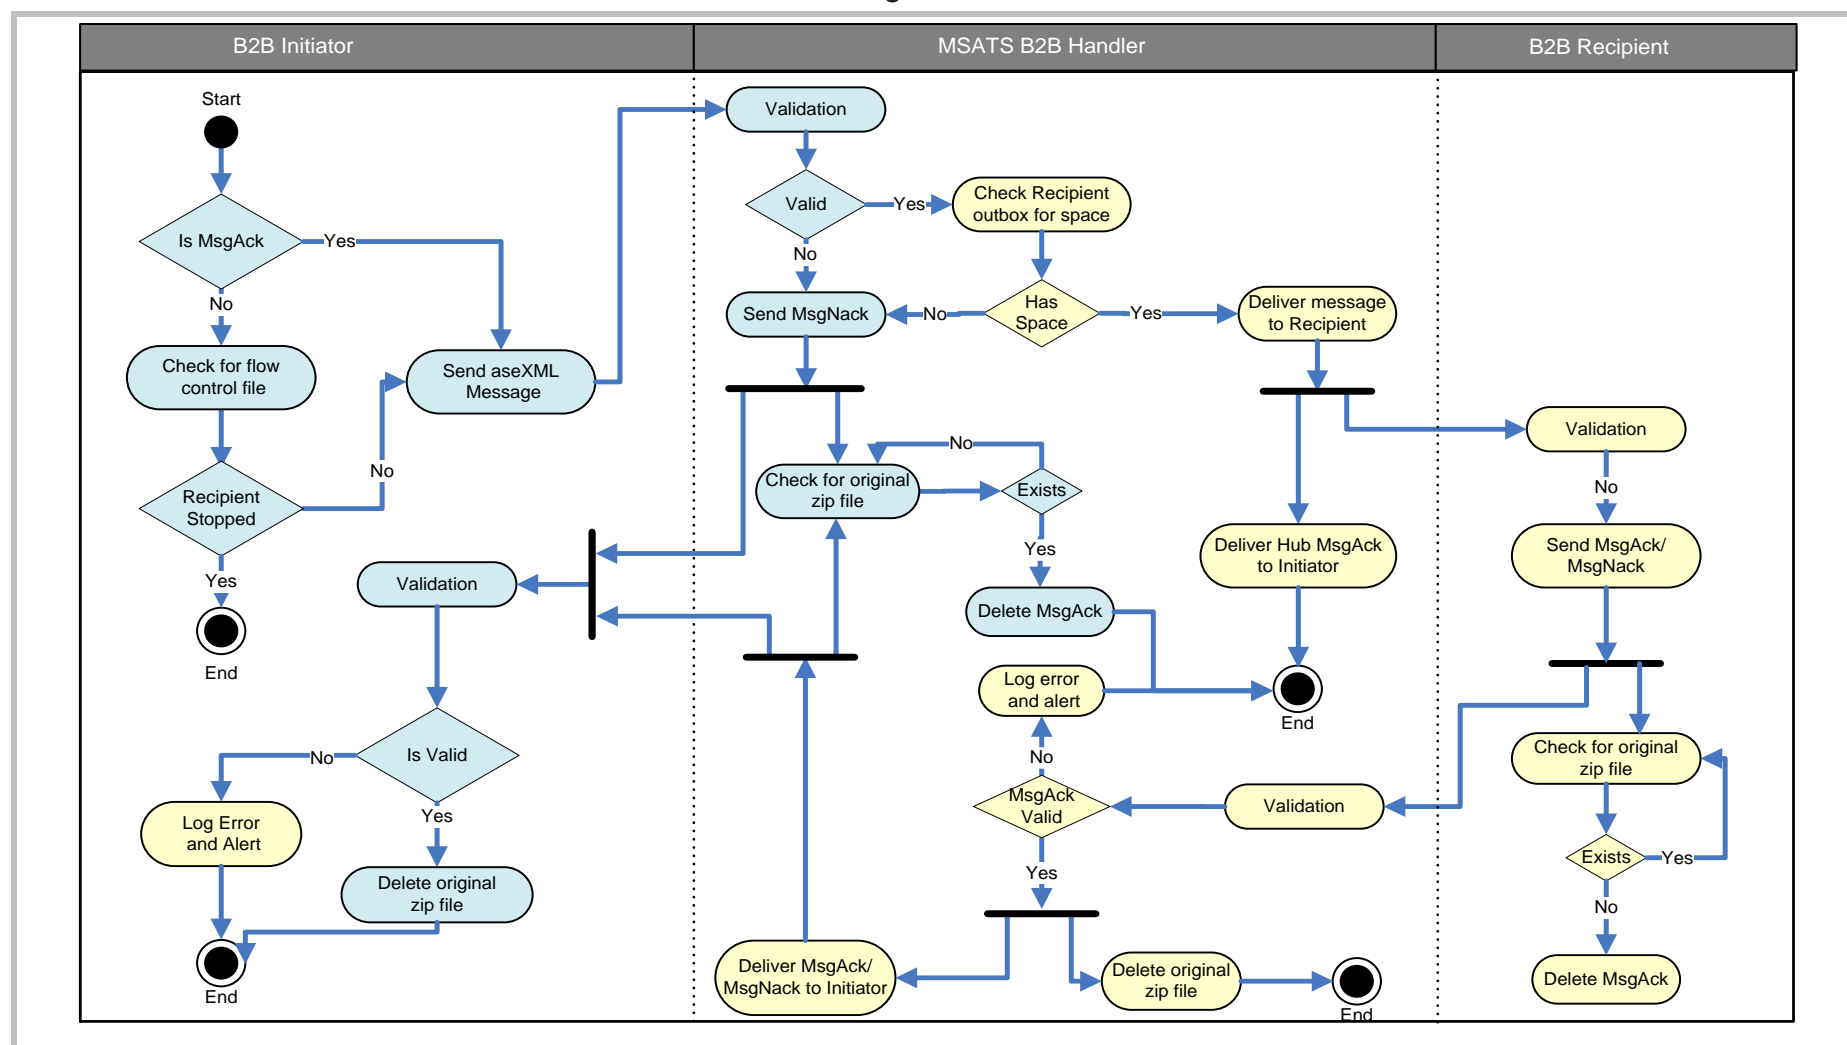 B2B Initiator
MSATS B2B Handler
B2B Recipient
Start
Is MsgAck
Yes
No
Check for flow
control file
Recipient
Stopped
No
Yes
End
Send aseXML
Message
Validation
Is Valid
No
Yes
Log Error
and Alert
Delete original
zip file
End
Validation
Valid
Yes
No
Check Recipient
outbox for space
Has
Space
No
Yes
Send MsgNack
Deliver message
to Recipient
Check for original
zip file
No
Exists
Yes
Delete MsgAck
Deliver Hub MsgAck
to Initiator
Log error
and alert
End
No
MsgAck
Valid
Yes
Validation
Deliver MsgAck/
MsgNack to Initiator
Delete original
zip file
End
Validation
No
Send MsgAck/
MsgNack
Check for original
zip file
Exists
Yes
No
Delete MsgAck